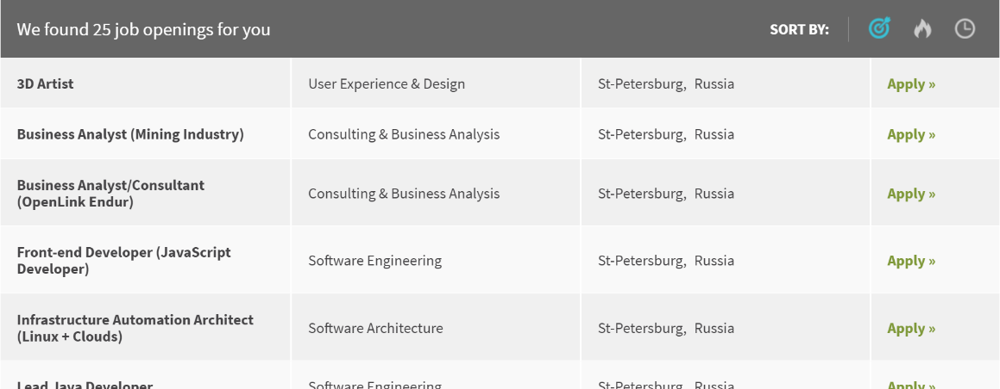 We found 25 job openings for you SORT BY:
3D Artist User Experience & Design St-Petersburg, Russia Apply »
Business Analyst (Mining Industry) Consulting & Business Analysis St-Petersburg, Russia Apply »
Business Analyst/Consultant
(OpenLink Endur) Consulting & Business Analysis St-Petersburg, Russia Apply »
Front-end Developer (JavaScript
Developer) Software Engineering St-Petersburg, Russia Apply »
Infrastructure Automation Architect
(Linux + Clouds) Software Architecture St-Petersburg, Russia Apply »
Lead Java Developer Software Engineering St-Petersburg, Russia Apply »